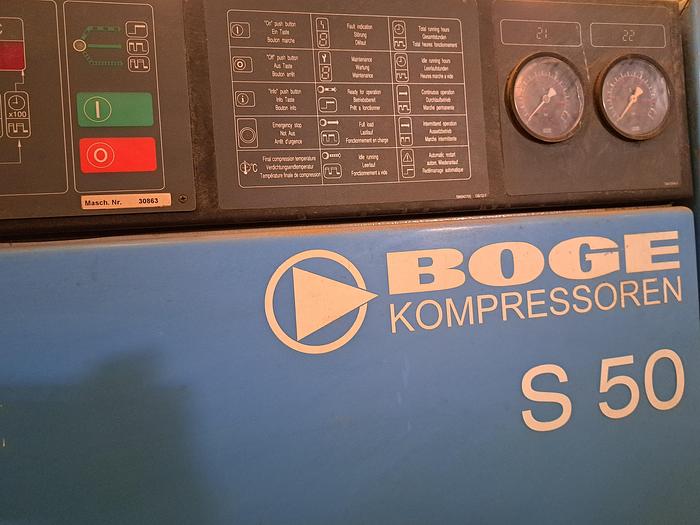 C
x100
I
O
Masch. Nr. 30863
"On" push button
Ein Taste
Bouton marche
Fault indication
Störung
Défaut
Total running hours
Gesamtstunden
Total heures fonctionnement
"Off" push button
Aus Taste
Bouton arrêt
Maintenance
Wartung
Maintenance
Idle running hours
Leerlaufstunden
Heures marche a vide
"Info" push button
Info Taste
Bouton info
Ready for operation
Betriebsbereit
Prêt à fonctionner
Continuous operation
Durchlaufbetrieb
Marche permanente
Emergency stop
Not Aus
Arrêt d'urgence
Full load
Lastlauf
Fonctionnement en charge
Intermittend operation
Aussetzbetrieb
Marche intermittente
°C
Final compression temperature
Verdichtungsendtemperatur
Température finale de compression
Idle running
Leerlauf
Fonctionnement a vide
Automatic restart
autom. Wiederanlauf
Redémarrage automatique
21
22
BOGE
KOMPRESSOREN
S 50